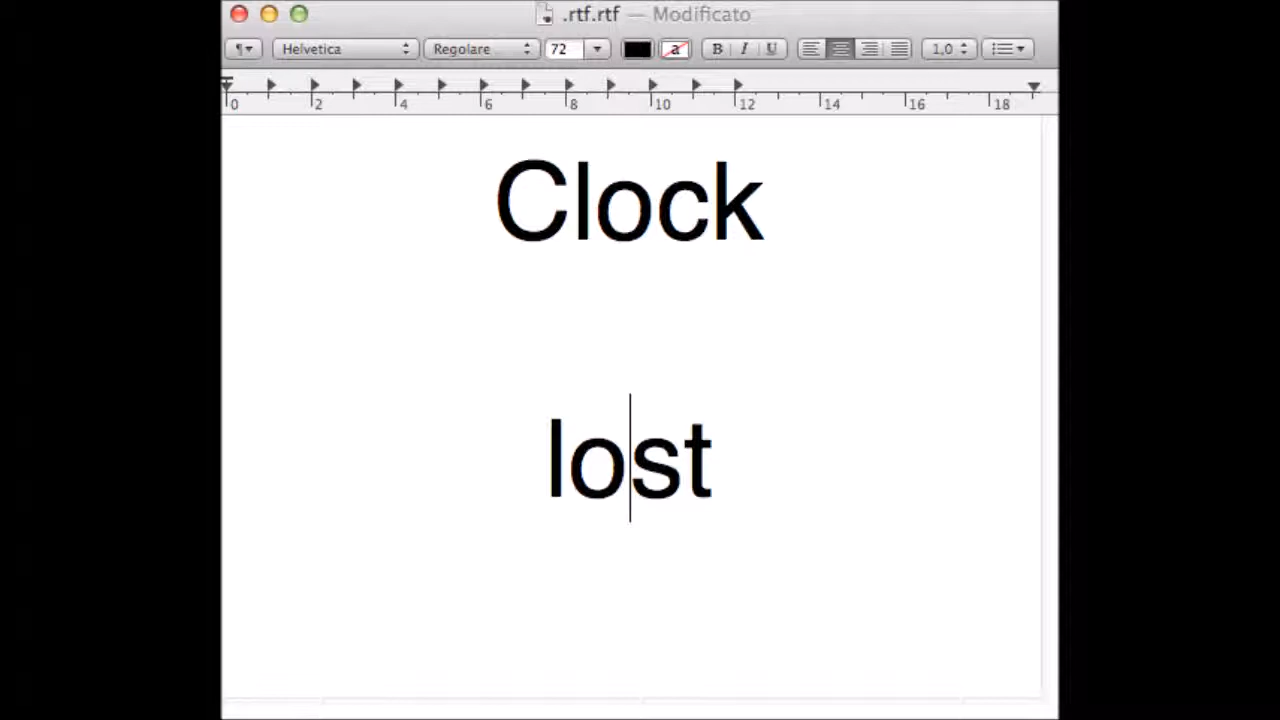 .rtf.rtf — Modificato
Helvetica Regolare 72 a B I U 1,0
0 2 4 6 8 10 12 14 16 18
Clock
lost